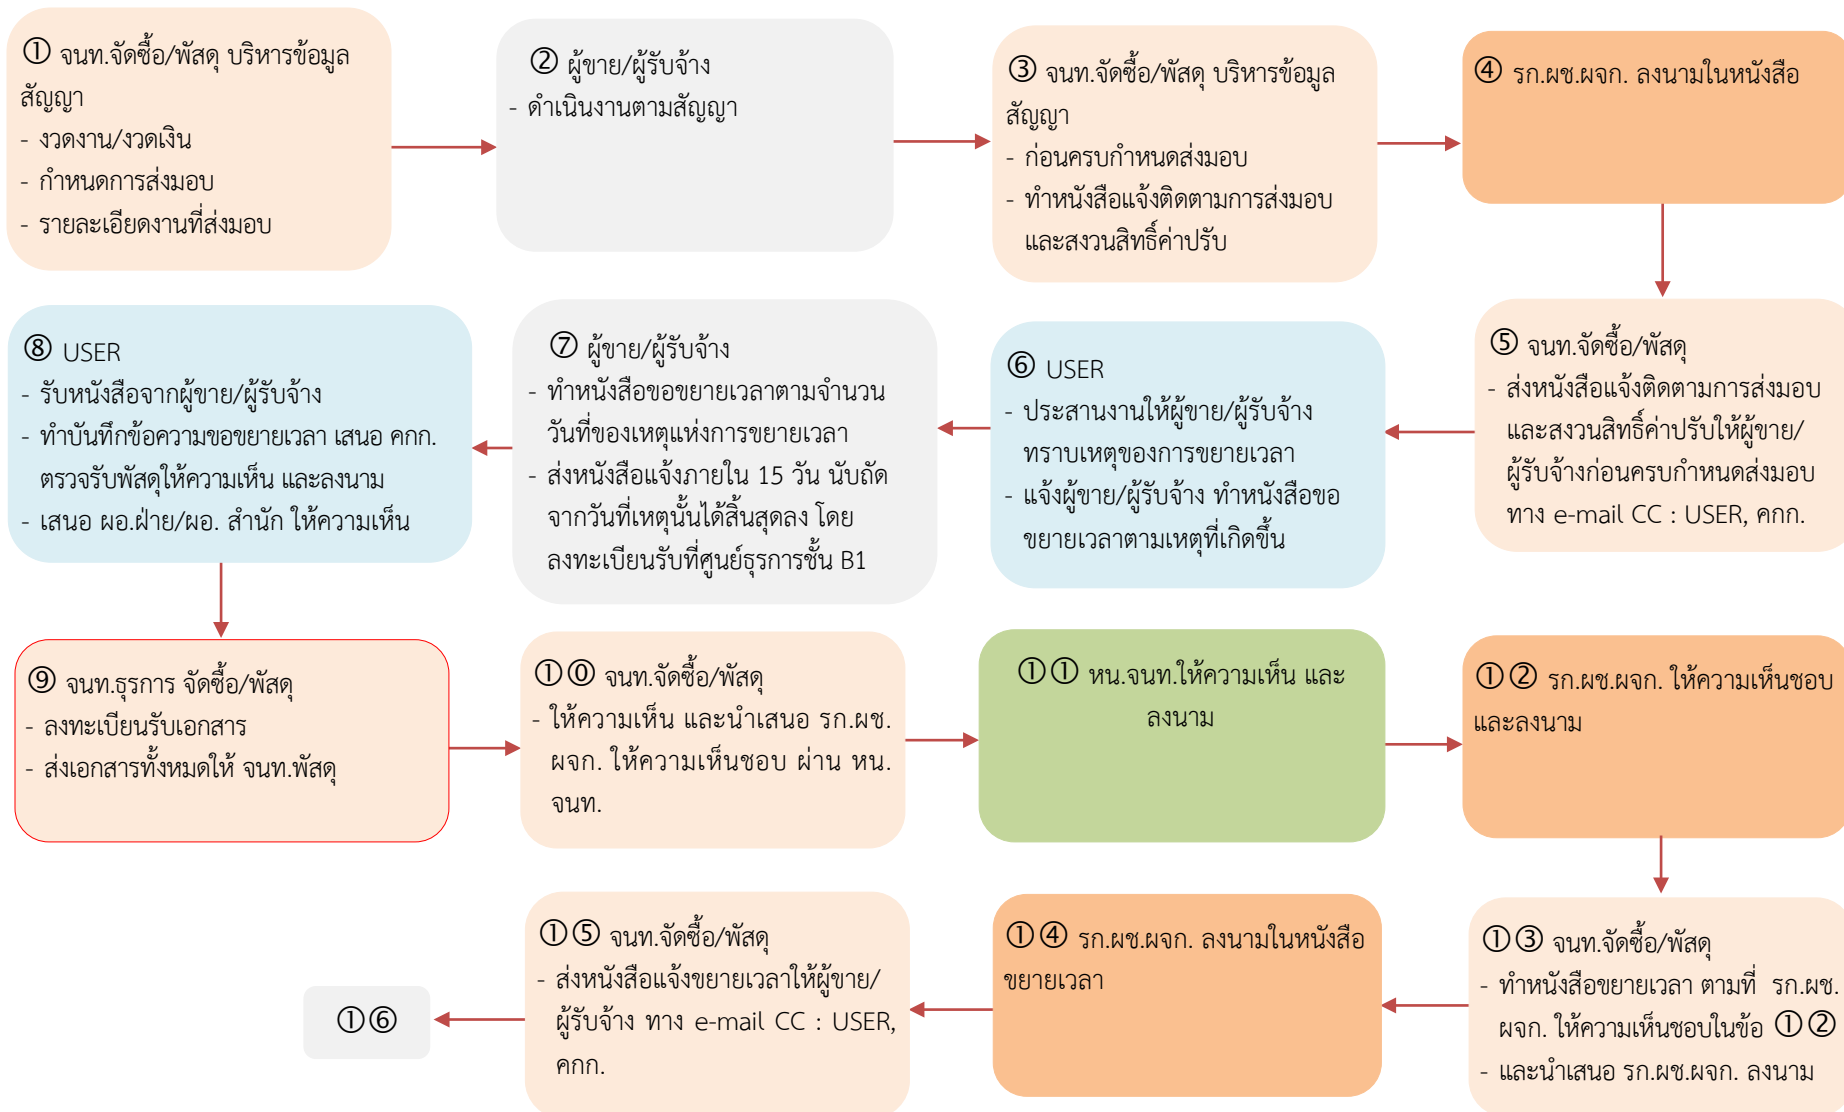 ① จนท.จัดซื้อ/พัสดุ บริหารข้อมูล
สัญญา
- งวดงาน/งวดเงิน
- กำหนดการส่งมอบ
- รายละเอียดงานที่ส่งมอบ
② ผู้ขาย/ผู้รับจ้าง
- ดำเนินงานตามสัญญา
③ จนท.จัดซื้อ/พัสดุ บริหารข้อมูล
สัญญา
- ก่อนครบกำหนดส่งมอบ
- ทำหนังสือแจ้งติดตามการส่งมอบ
และสงวนสิทธิ์ค่าปรับ
④ รก.ผช.ผจก. ลงนามในหนังสือ
⑤ จนท.จัดซื้อ/พัสดุ
- ส่งหนังสือแจ้งติดตามการส่งมอบ
และสงวนสิทธิ์ค่าปรับให้ผู้ขาย/
ผู้รับจ้างก่อนครบกำหนดส่งมอบ
ทาง e-mail CC : USER, คกก.
⑥ USER
- ประสานงานให้ผู้ขาย/ผู้รับจ้าง
ทราบเหตุของการขยายเวลา
- แจ้งผู้ขาย/ผู้รับจ้าง ทำหนังสือขอ
ขยายเวลาตามเหตุที่เกิดขึ้น
⑦ ผู้ขาย/ผู้รับจ้าง
- ทำหนังสือขอขยายเวลาตามจำนวน
วันที่ของเหตุแห่งการขยายเวลา
- ส่งหนังสือแจ้งภายใน 15 วัน นับถัด
จากวันที่เหตุนั้นได้สิ้นสุดลง โดย
ลงทะเบียนรับที่ศูนย์ธุรการชั้น B1
⑧ USER
- รับหนังสือจากผู้ขาย/ผู้รับจ้าง
- ทำบันทึกข้อความขอขยายเวลา เสนอ คกก.
ตรวจรับพัสดุให้ความเห็น และลงนาม
- เสนอ ผอ.ฝ่าย/ผอ. สำนัก ให้ความเห็น
⑨ จนท.ธุรการ จัดซื้อ/พัสดุ
- ลงทะเบียนรับเอกสาร
- ส่งเอกสารทั้งหมดให้ จนท.พัสดุ
①⓪ จนท.จัดซื้อ/พัสดุ
- ให้ความเห็น และนำเสนอ รก.ผช.
ผจก. ให้ความเห็นชอบ ผ่าน หน.
จนท.
①① หน.จนท.ให้ความเห็น และ
ลงนาม
①② รก.ผช.ผจก. ให้ความเห็นชอบ
และลงนาม
①③ จนท.จัดซื้อ/พัสดุ
- ทำหนังสือขยายเวลา ตามที่ รก.ผช.
ผจก. ให้ความเห็นชอบในข้อ ①②
- และนำเสนอ รก.ผช.ผจก. ลงนาม
①④ รก.ผช.ผจก. ลงนามในหนังสือ
ขยายเวลา
①⑤ จนท.จัดซื้อ/พัสดุ
- ส่งหนังสือแจ้งขยายเวลาให้ผู้ขาย/
ผู้รับจ้าง ทาง e-mail CC : USER,
คกก.
①⑥